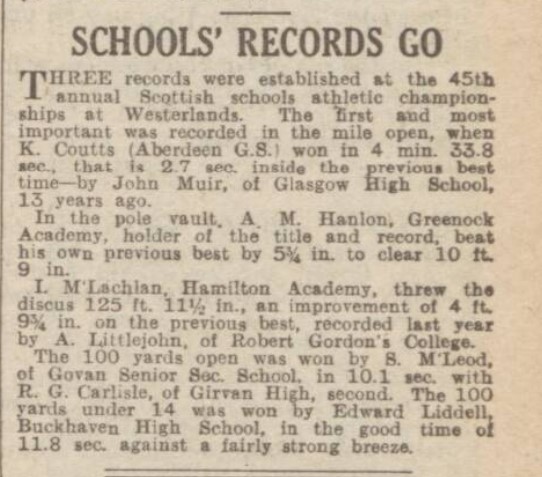 SCHOOLS' RECORDS GO
THREE records were established at the 45th
annual Scottish schools athletic champion-
ships at Westerlands. The first and most
important was recorded in the mile open, when
K. Coutts (Aberdeen G.S.) won in 4 min. 33.8
sec., that is 2.7 sec. inside the previous best
time—by John Muir, of Glasgow High School,
13 years ago.
In the pole vault, A. M. Hanlon, Greenock
Academy, holder of the title and record, beat
his own previous best by 5¾ in. to clear 10 ft.
9 in.
I. M'Lachlan, Hamilton Academy, threw the
discus 125 ft. 11½ in., an improvement of 4 ft.
9¾ in. on the previous best, recorded last year
by A. Littlejohn, of Robert Gordon's College.
The 100 yards open was won by S. M'Leod,
of Govan Senior Sec. School, in 10.1 sec. with
R. G. Carlisle, of Girvan High, second. The 100
yards under 14 was won by Edward Liddell,
Buckhaven High School, in the good time of
11.8 sec. against a fairly strong breeze.